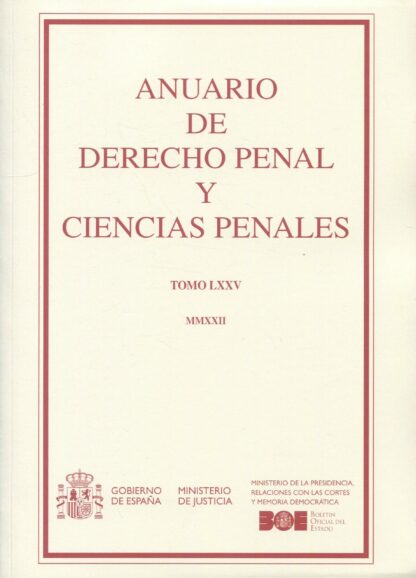 ANUARIO
DE
DERECHO PENAL
Y
CIENCIAS PENALES
TOMO LXXV
MMXXII
GOBIERNO
DE ESPAÑA
MINISTERIO
DE JUSTICIA
MINISTERIO DE LA PRESIDENCIA,
RELACIONES CON LAS CORTES
Y MEMORIA DEMOCRÁTICA
BOE
BOLETÍN
OFICIAL DEL
ESTADO